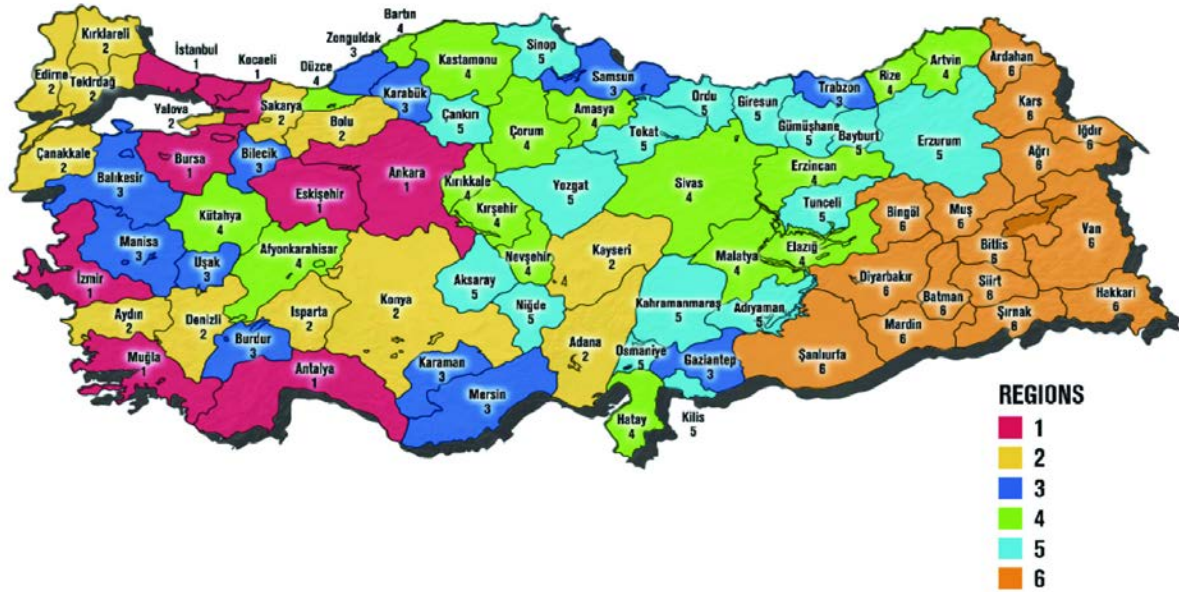 Kırklareli
2
Edirne
2
Tekirdağ
2
İstanbul
1
Kocaeli
1
Yalova
2
Sakarya
2
Düzce
4
Zonguldak
3
Bartın
4
Bolu
2
Karabük
3
Kastamonu
4
Sinop
5
Çankırı
5
Çorum
4
Samsun
3
Amasya
4
Tokat
5
Ordu
5
Giresun
5
Gümüşhane
5
Trabzon
3
Bayburt
5
Rize
4
Artvin
4
Ardahan
6
Kars
6
Iğdır
6
Ağrı
6
Erzurum
5
Erzincan
4
Tunceli
5
Bingöl
6
Muş
6
Bitlis
6
Van
6
Hakkari
6
Şırnak
6
Siirt
6
Batman
6
Mardin
6
Diyarbakır
6
Şanlıurfa
6
Elazığ
4
Malatya
4
Adıyaman
5
Kahramanmaraş
5
Gaziantep
3
Kilis
5
Osmaniye
5
Hatay
4
Adana
2
Kayseri
2
4
Sivas
4
Yozgat
5
Kırıkkale
4
Kırşehir
4
Nevşehir
4
Niğde
5
Aksaray
5
Ankara
1
Eskişehir
1
Bilecik
3
Bursa
1
Çanakkale
2
Balıkesir
3
Kütahya
4
Manisa
3
Uşak
3
Afyonkarahisar
4
İzmir
1
Aydın
2
Denizli
2
Isparta
2
Burdur
3
Muğla
1
Antalya
1
Konya
2
Karaman
3
Mersin
3
REGIONS
1
2
3
4
5
6